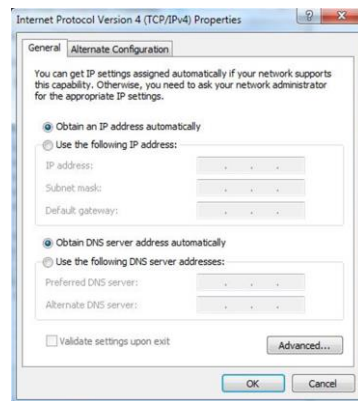 Internet Protocol Version 4 (TCP/IPv4) Properties
General
Alternate Configuration
You can get IP settings assigned automatically if your network supports
this capability. Otherwise, you need to ask your network administrator
for the appropriate IP settings.
Obtain an IP address automatically
Use the following IP address:
IP address:
Subnet mask:
Default gateway:
Obtain DNS server address automatically
Use the following DNS server addresses:
Preferred DNS server:
Alternate DNS server:
Validate settings upon exit
Advanced...
OK
Cancel